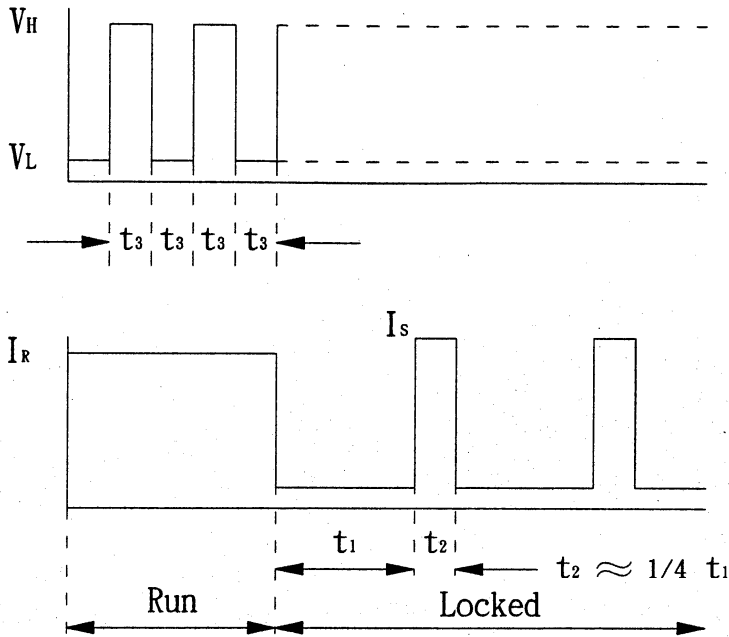 VH
VL
t3 t3 t3 t3
IS
IR
t1 t2
t2 ≈ 1/4 t1
Run Locked